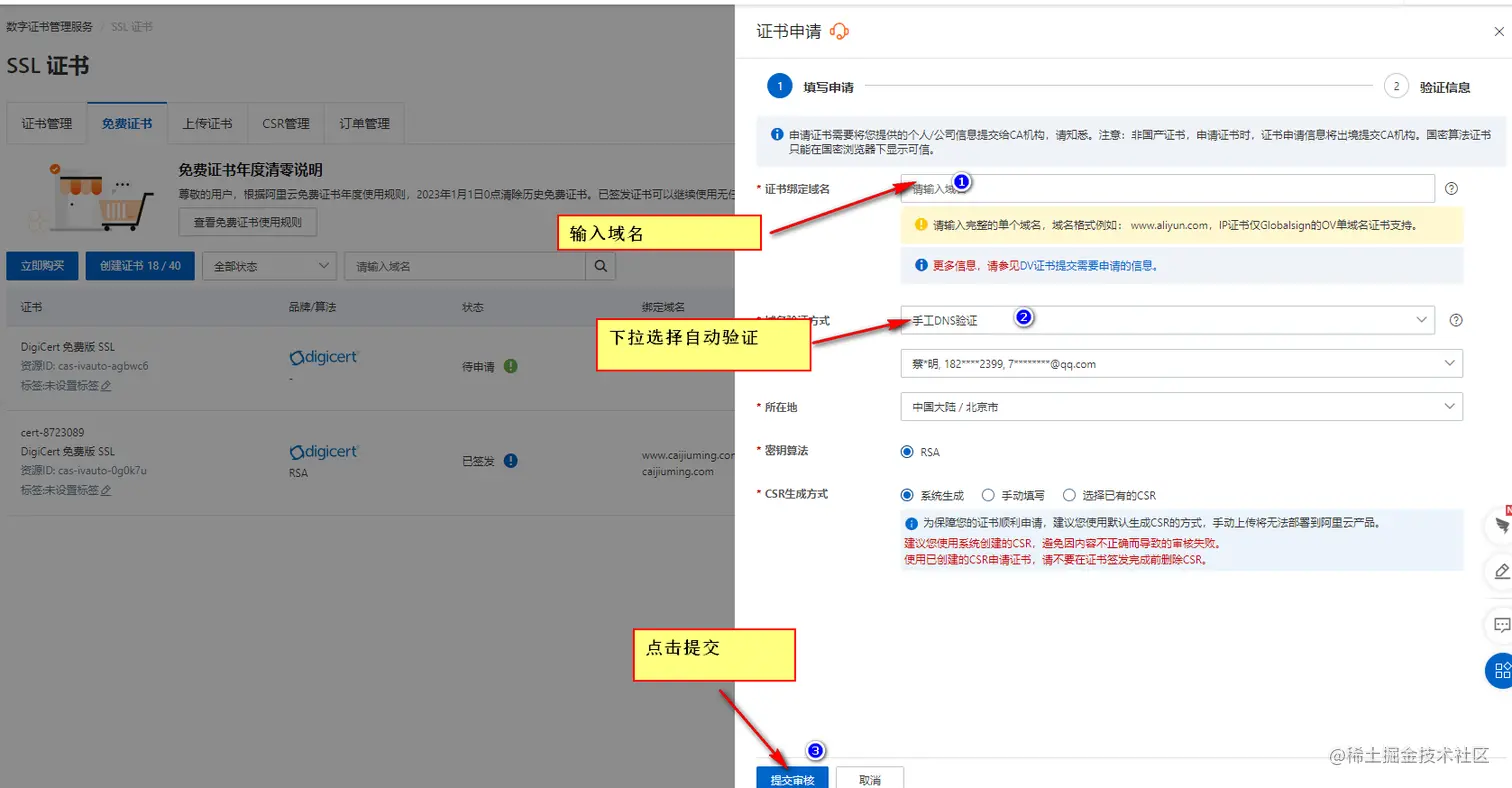 数字证书管理服务 / SSL 证书
SSL 证书
证书管理 免费证书 上传证书 CSR管理 订单管理
免费证书年度清零说明
尊敬的用户，根据阿里云免费证书年度使用规则，2023年1月1日0点清除历史免费证书。已签发证书可以继续使用无任
查看免费证书使用规则
立即购买 创建证书 18 / 40 全部状态 请输入域名
证书 品牌/算法 状态 绑定域名
DigiCert 免费版 SSL
资源ID: cas-ivauto-agbwc6
标签:未设置标签
digicert
-
待申请
cert-8723089
DigiCert 免费版 SSL
资源ID: cas-ivauto-0g0k7u
标签:未设置标签
digicert
RSA
已签发
www.caijiuming.com
caijiuming.com
证书申请
1 填写申请 2 验证信息
申请证书需要将您提供的个人/公司信息提交给CA机构，请知悉。注意：非国产证书，申请证书时，证书申请信息将出境提交CA机构。国密算法证书
只能在国密浏览器下显示可信。
* 证书绑定域名 请输入域 1
输入域名
请输入完整的单个域名，域名格式例如： www.aliyun.com，IP证书仅Globalsign的OV单域名证书支持。
更多信息，请参见DV证书提交需要申请的信息。
* 域名验证方式 手工DNS验证 2
下拉选择自动验证
蔡*明, 182****2399, 7********@qq.com
* 所在地 中国大陆 / 北京市
* 密钥算法 RSA
* CSR生成方式 系统生成 手动填写 选择已有的CSR
为保障您的证书顺利申请，建议您使用默认生成CSR的方式，手动上传将无法部署到阿里云产品。
建议您使用系统创建的CSR，避免因内容不正确而导致的审核失败。
使用已创建的CSR申请证书，请不要在证书签发完成前删除CSR。
点击提交
3
提交审核 取消
@稀土掘金技术社区